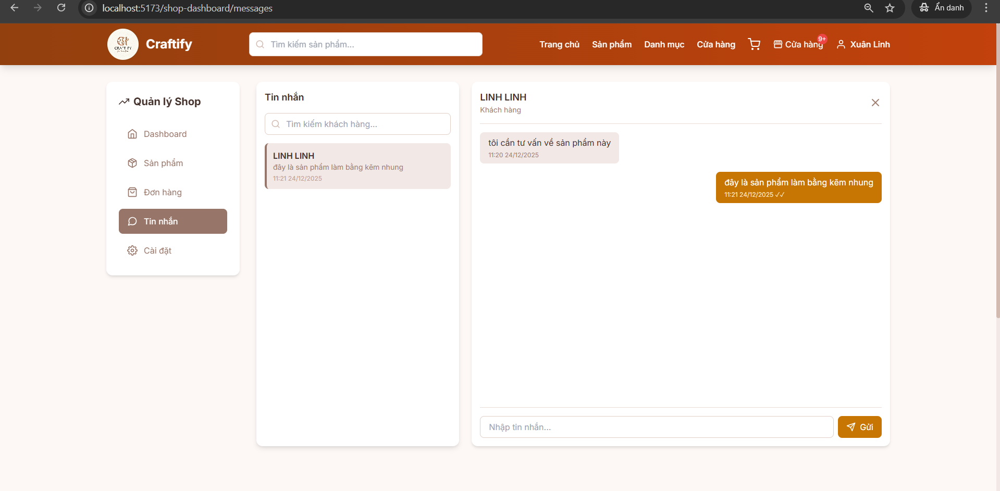 localhost:5173/shop-dashboard/messages
Ẩn danh
CRAFTIFY
Craftify
Tìm kiếm sản phẩm...
Trang chủ
Sản phẩm
Danh mục
Cửa hàng
Cửa hàng
9+
Xuân Linh
Quản lý Shop
Dashboard
Sản phẩm
Đơn hàng
Tin nhắn
Cài đặt
Tin nhắn
Tìm kiếm khách hàng...
LINH LINH
đây là sản phẩm làm bằng kẽm nhung
11:21 24/12/2025
LINH LINH
Khách hàng
tôi cần tư vấn về sản phẩm này
11:20 24/12/2025
đây là sản phẩm làm bằng kẽm nhung
11:21 24/12/2025 ✓✓
Nhập tin nhắn...
Gửi